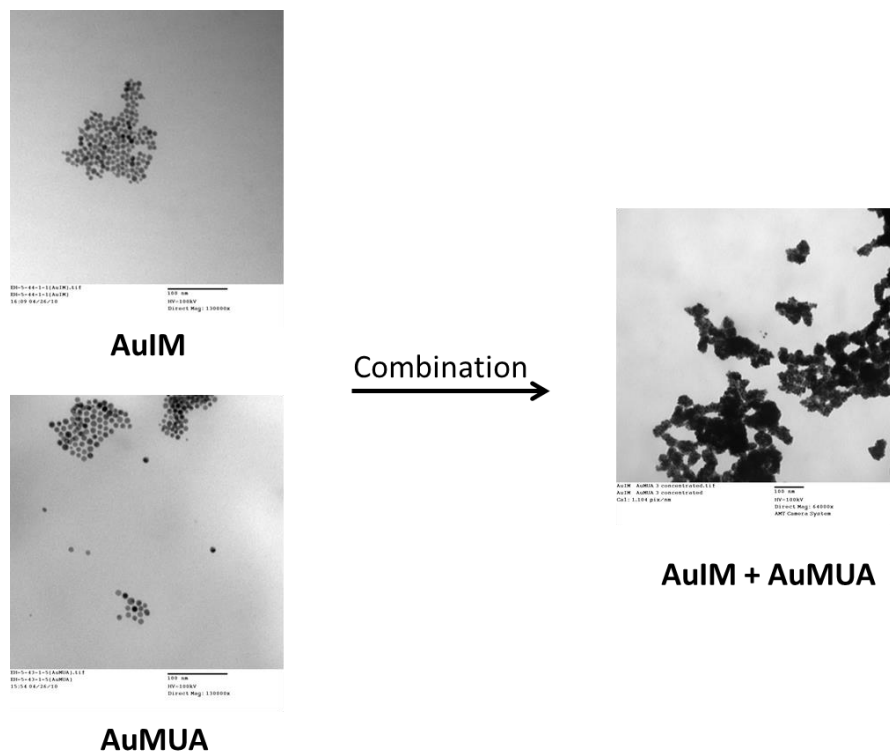 EH-5-44-1-1(AuIM).tif
EH-5-44-1-1(AuIM)
16:09 04/26/10
100 nm
HV=100kV
Direct Mag: 130000x
AuIM
EH-5-43-1-5(AuMUA).tif
EH-5-43-1-5(AuMUA)
15:54 04/26/10
100 nm
HV=100kV
Direct Mag: 130000x
AuMUA
Combination
AuIM AuMUA 3 concentrated.tif
AuIM AuMUA 3 concentrated
Cal: 1.104 pix/nm
100 nm
HV=100kV
Direct Mag: 64000x
AMT Camera System
AuIM + AuMUA